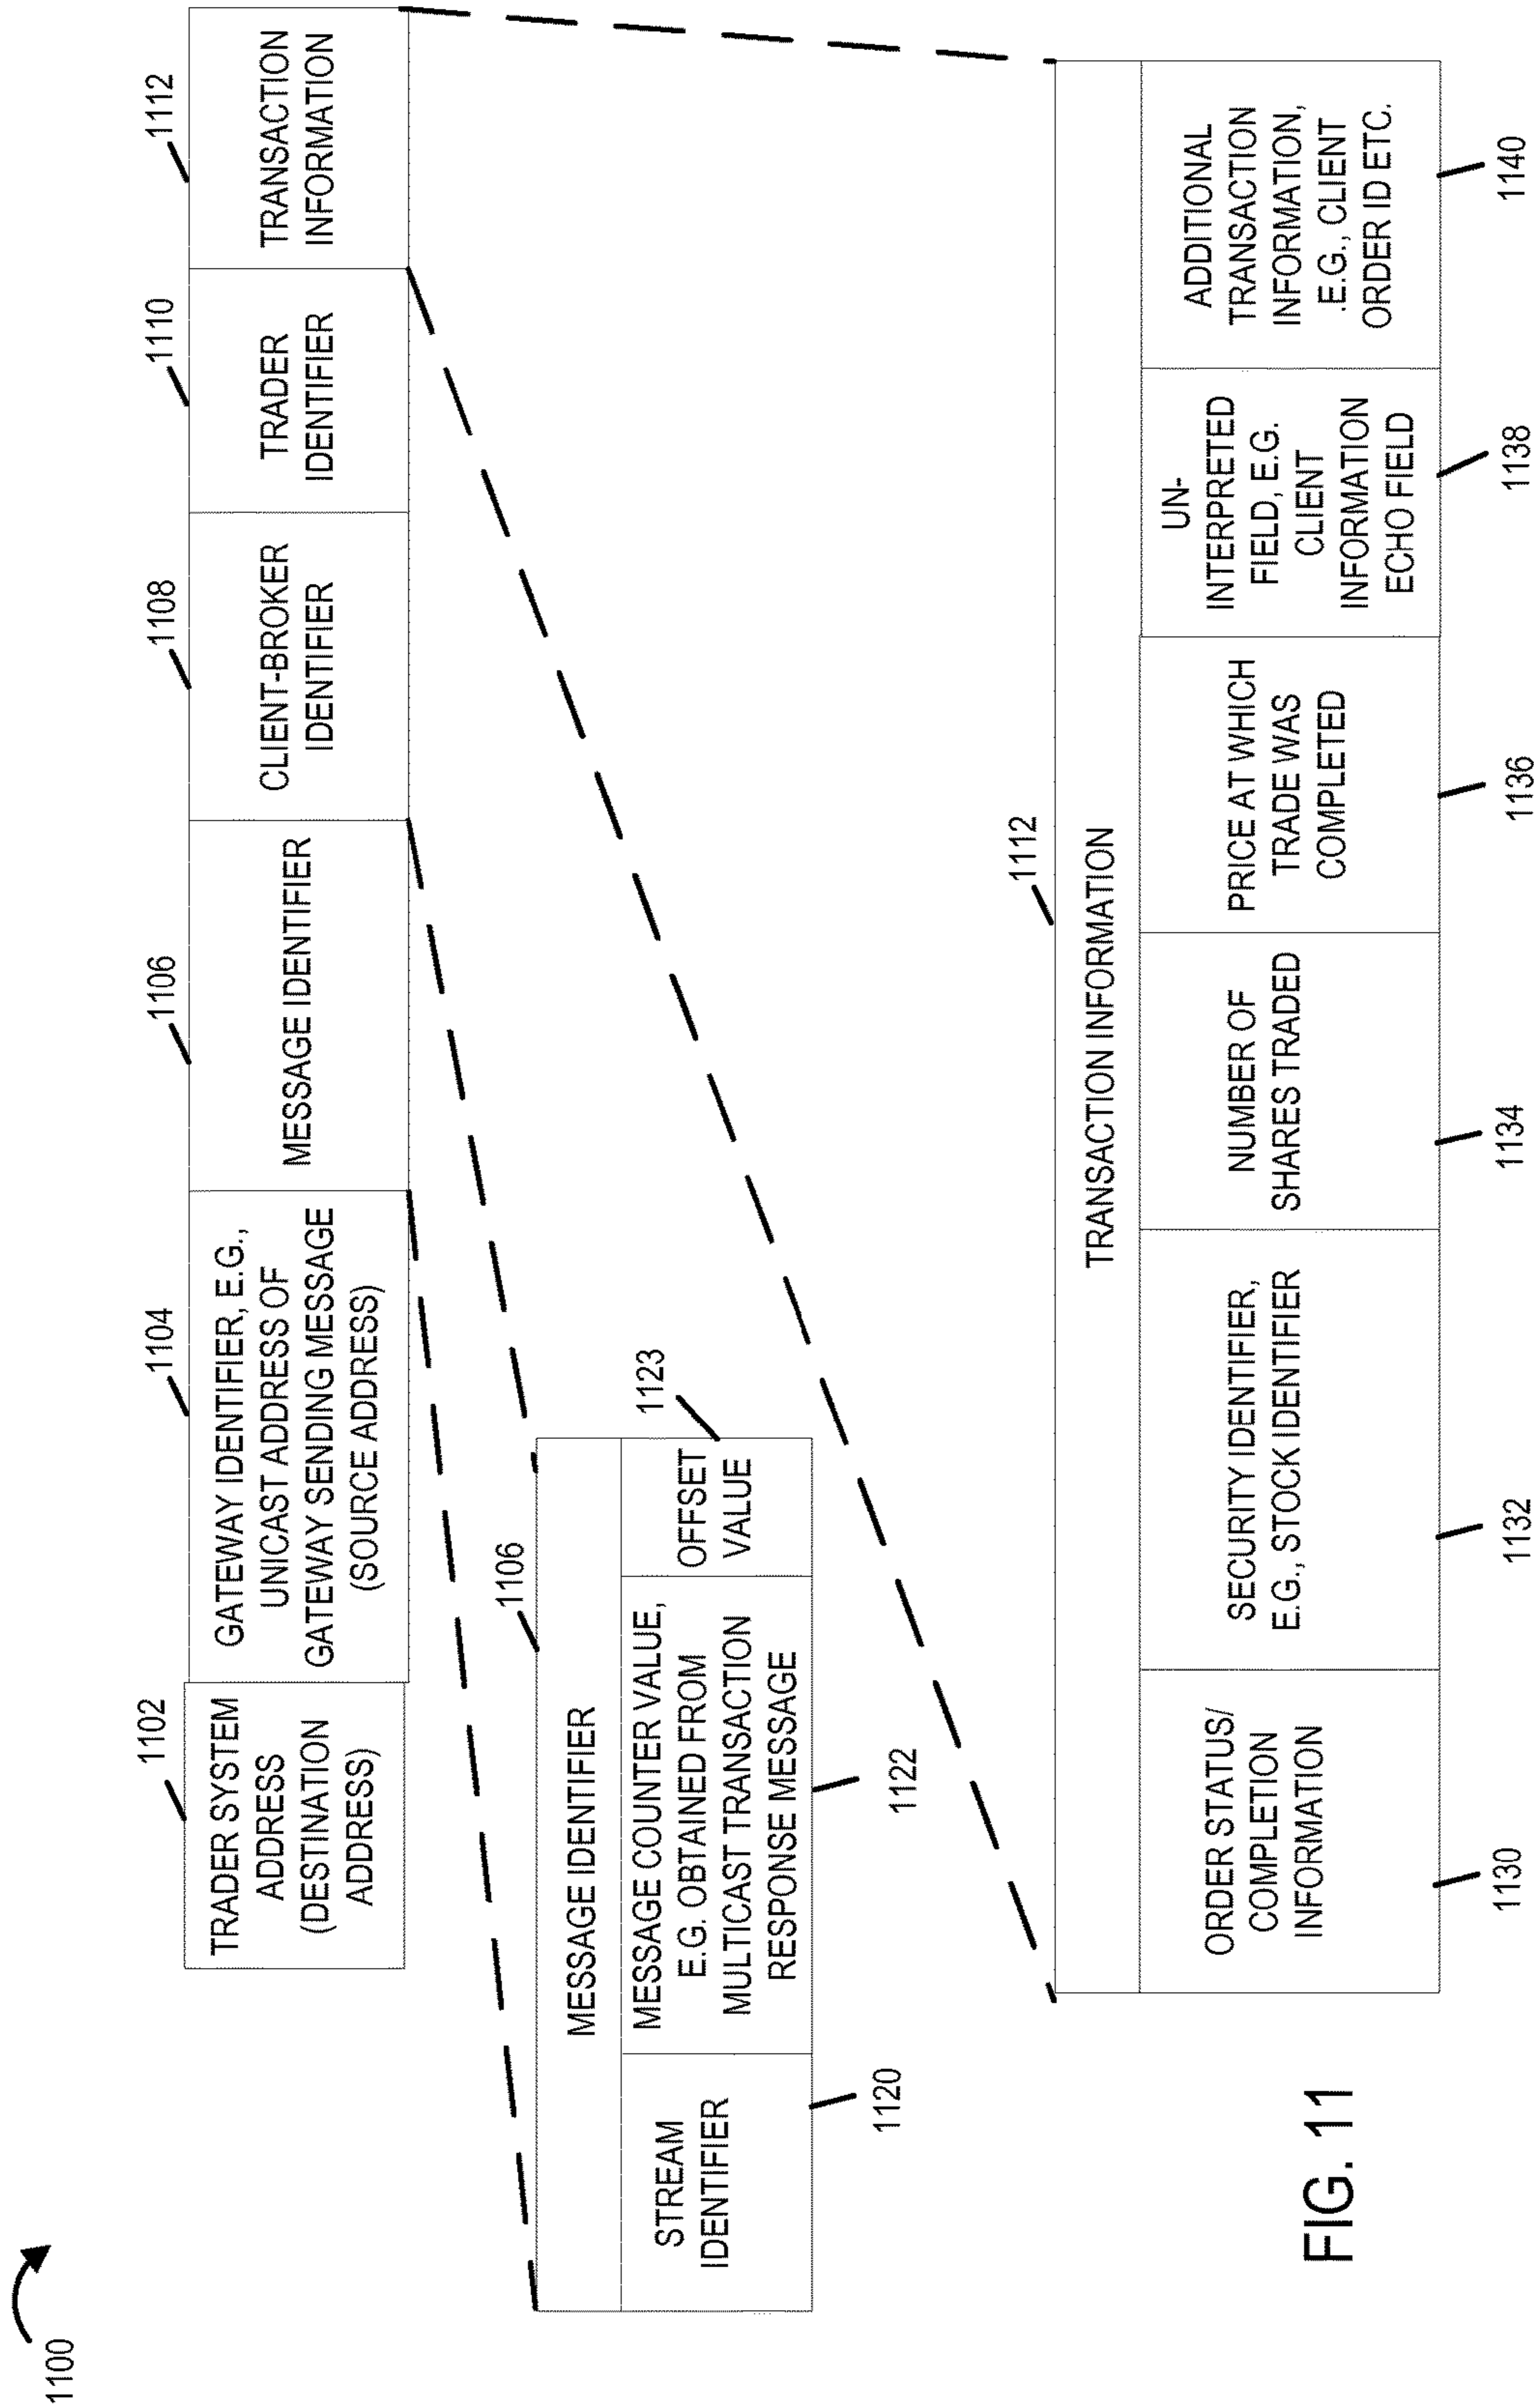 1100
1102
TRADER SYSTEM
ADDRESS
(DESTINATION
ADDRESS)
1104
GATEWAY IDENTIFIER, E.G.,
UNICAST ADDRESS OF
GATEWAY SENDING MESSAGE
(SOURCE ADDRESS)
1106
MESSAGE IDENTIFIER
1108
CLIENT-BROKER
IDENTIFIER
1110
TRADER
IDENTIFIER
1112
TRANSACTION
INFORMATION
1106
MESSAGE IDENTIFIER
STREAM
IDENTIFIER
1120
MESSAGE COUNTER VALUE,
E.G. OBTAINED FROM
MULTICAST TRANSACTION
RESPONSE MESSAGE
1122
OFFSET
VALUE
1123
1112
TRANSACTION INFORMATION
ORDER STATUS/
COMPLETION
INFORMATION
1130
SECURITY IDENTIFIER,
E.G., STOCK IDENTIFIER
1132
NUMBER OF
SHARES TRADED
1134
PRICE AT WHICH
TRADE WAS
COMPLETED
1136
UN-
INTERPRETED
FIELD, E.G.
CLIENT
INFORMATION
ECHO FIELD
1138
ADDITIONAL
TRANSACTION
INFORMATION,
.E.G., CLIENT
ORDER ID ETC.
1140
FIG. 11